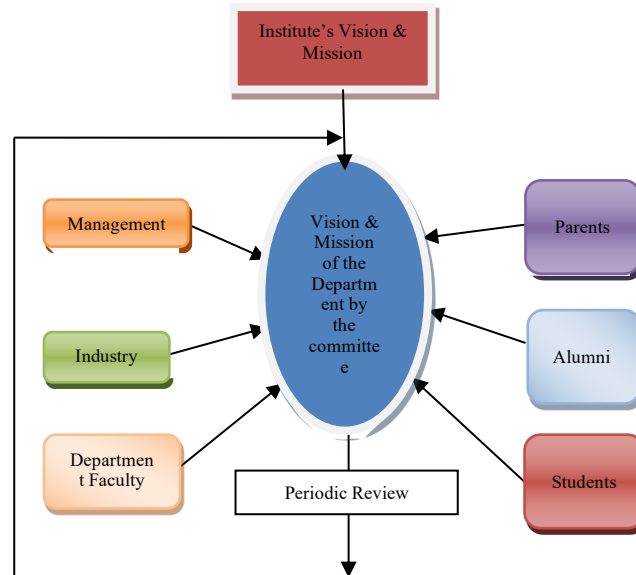 Institute's Vision &
Mission
Management
Industry
Departmen
t Faculty
Vision &
Mission
of the
Departm
ent by
the
committe
e
Parents
Alumni
Students
Periodic Review